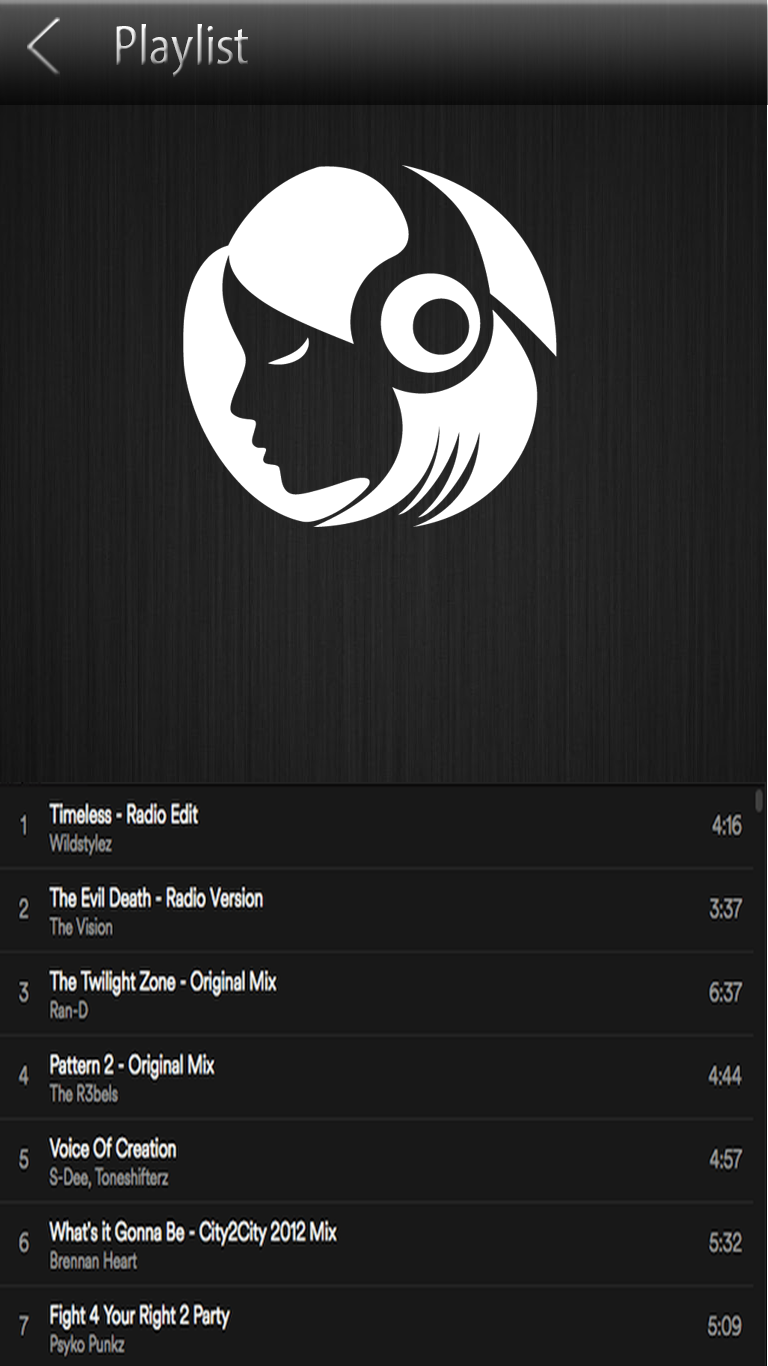 Playlist
1
Timeless - Radio Edit
Wildstylez
4:16
2
The Evil Death - Radio Version
The Vision
3:37
3
The Twilight Zone - Original Mix
Ran-D
6:37
4
Pattern 2 - Original Mix
The R3bels
4:44
5
Voice Of Creation
S-Dee, Toneshifterz
4:57
6
What's it Gonna Be - City2City 2012 Mix
Brennan Heart
5:32
7
Fight 4 Your Right 2 Party
Psyko Punkz
5:09